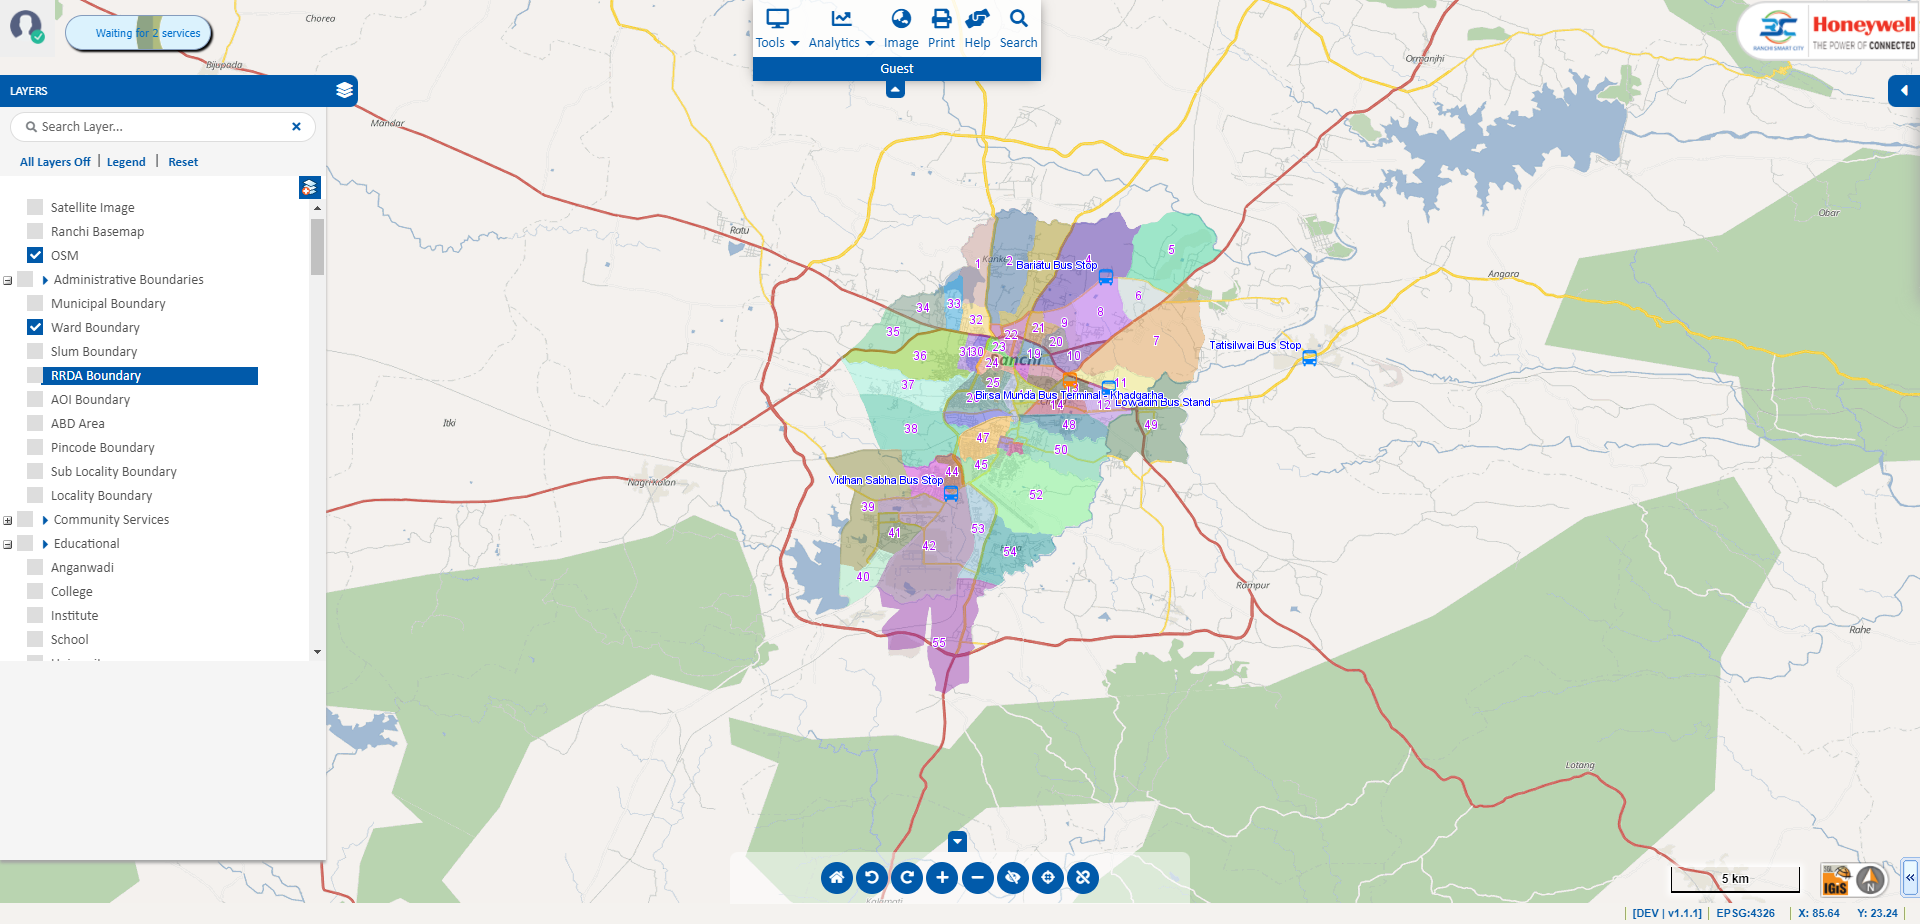 Waiting for 2 services
Tools
Analytics
Image
Print
Help
Search
Guest
RANCHI SMART CITY
Honeywell
THE POWER OF CONNECTED
LAYERS
Search Layer...
All Layers Off
Legend
Reset
Satellite Image
Ranchi Basemap
OSM
Administrative Boundaries
Municipal Boundary
Ward Boundary
Slum Boundary
RRDA Boundary
AOI Boundary
ABD Area
Pincode Boundary
Sub Locality Boundary
Locality Boundary
Community Services
Educational
Anganwadi
College
Institute
School
Chorea
Bijupada
Mandar
Ratu
Itki
Nagri Kalan
Ormanjhi
Obar
Angara
Rampur
Rahe
Lotang
Kalamati
1
2
4
5
6
7
8
9
10
11
12
14
19
20
21
22
23
24
25
30
31
32
33
34
35
36
37
38
39
40
41
42
44
45
47
48
49
50
52
53
54
55
Bariatu Bus Stop
Tatisilwai Bus Stop
Birsa Munda Bus Terminal - Khadgarha
Lowadih Bus Stand
Vidhan Sabha Bus Stop
5 km
IGiS
N
[DEV | v1.1.1]
EPSG:4326
X: 85.64
Y: 23.24